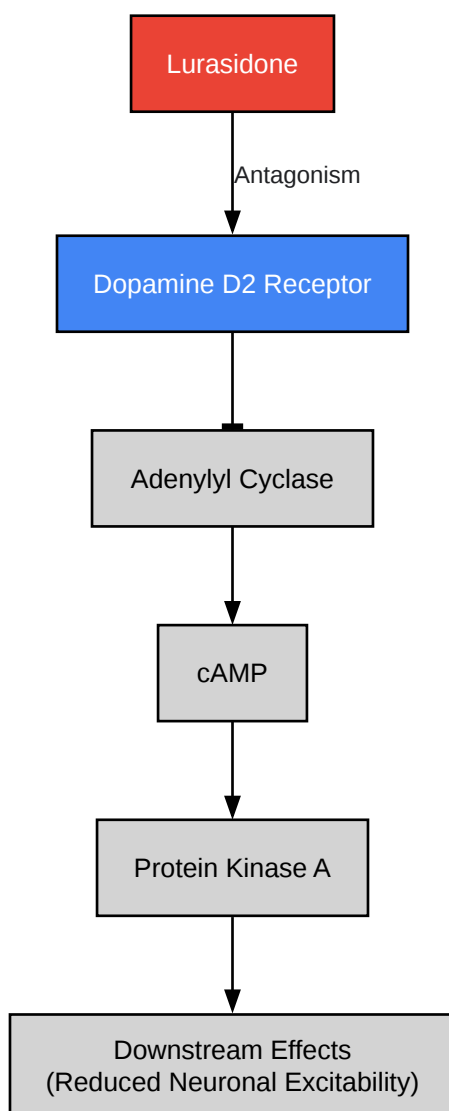 Lurasidone
Antagonism
Dopamine D2 Receptor
Adenylyl Cyclase
cAMP
Protein Kinase A
Downstream Effects
(Reduced Neuronal Excitability)